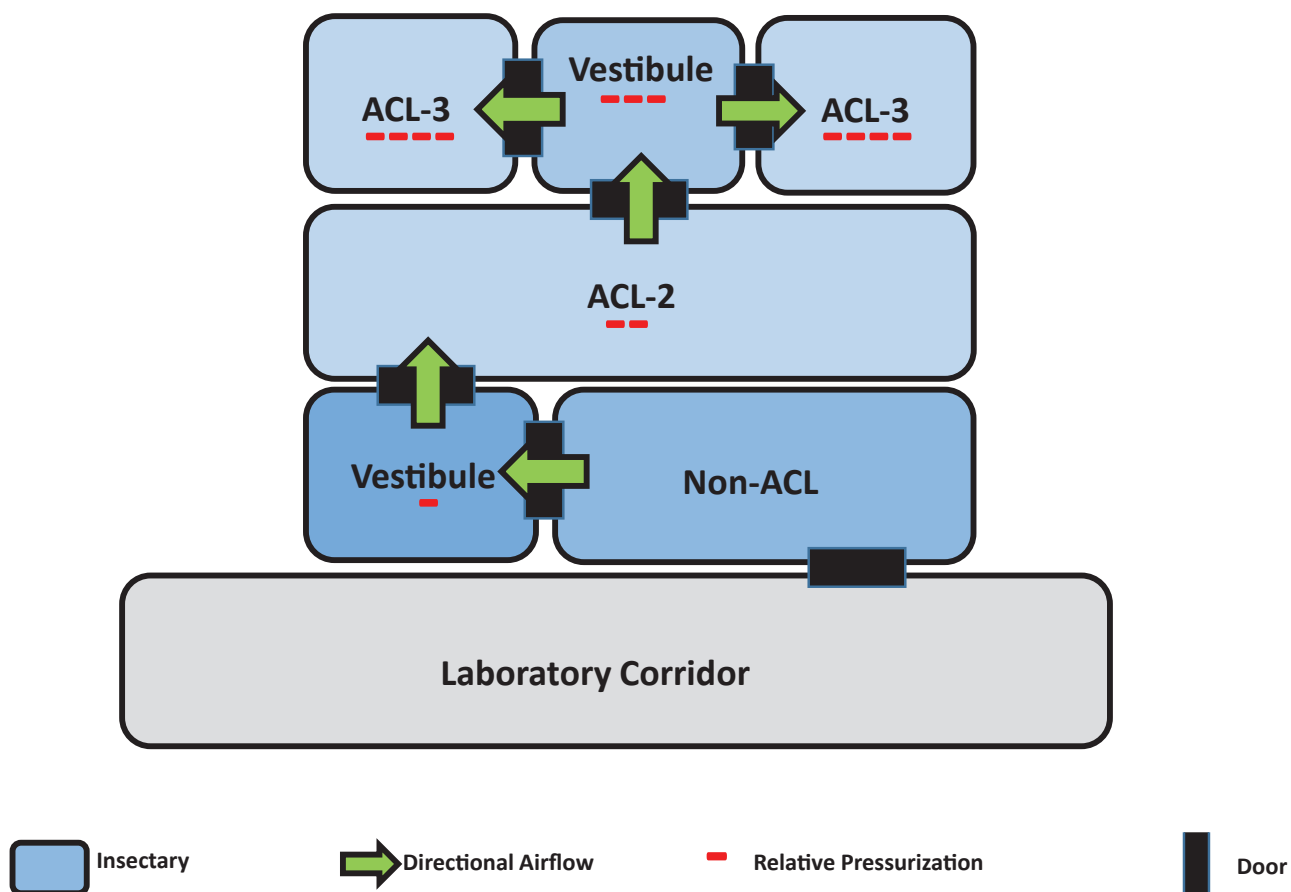 Vestibule
ACL-3
ACL-3
ACL-2
Vestibule
Non-ACL
Laboratory Corridor
Insectary
Directional Airflow
Relative Pressurization
Door